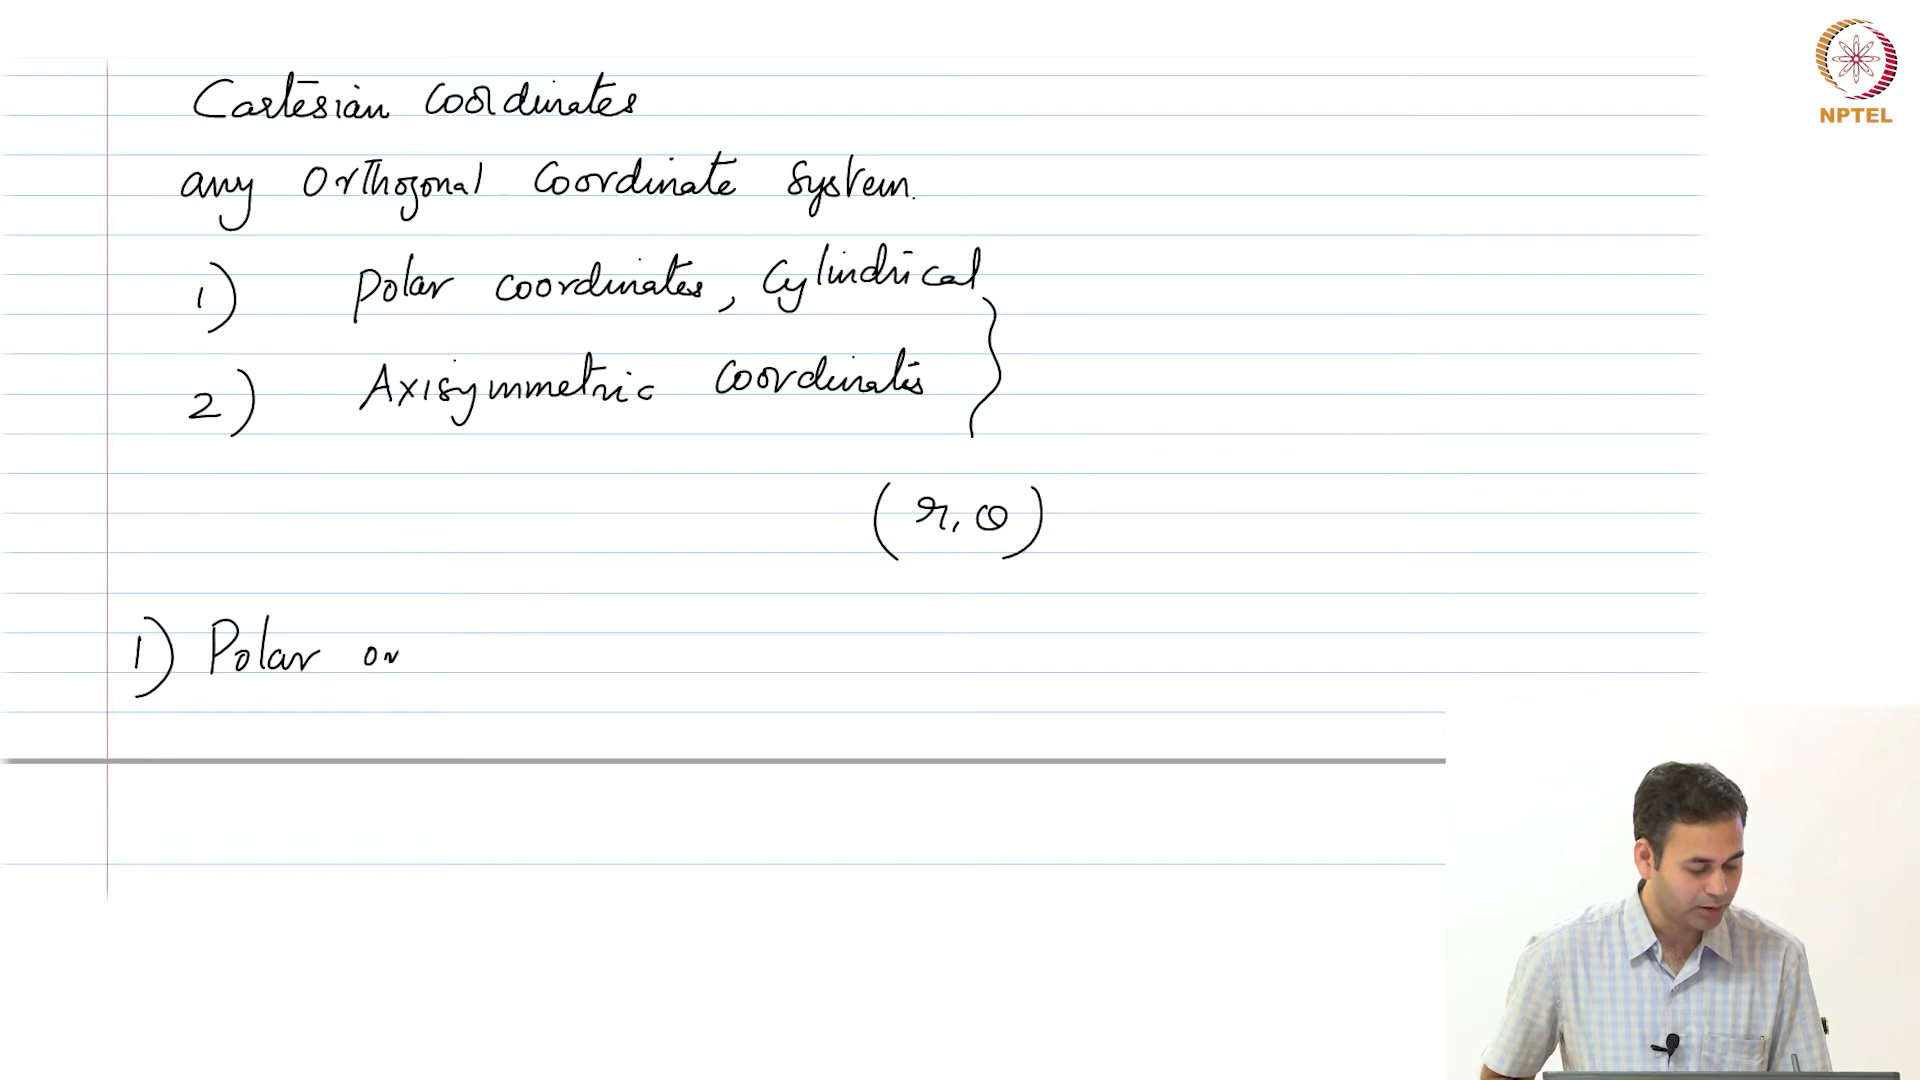 Cartesian Coordinates
any Orthogonal Coordinate System.
1) Polar coordinates, Cylindrical
2) Axisymmetric Coordinates
(r, θ)
1) Polar or
NPTEL